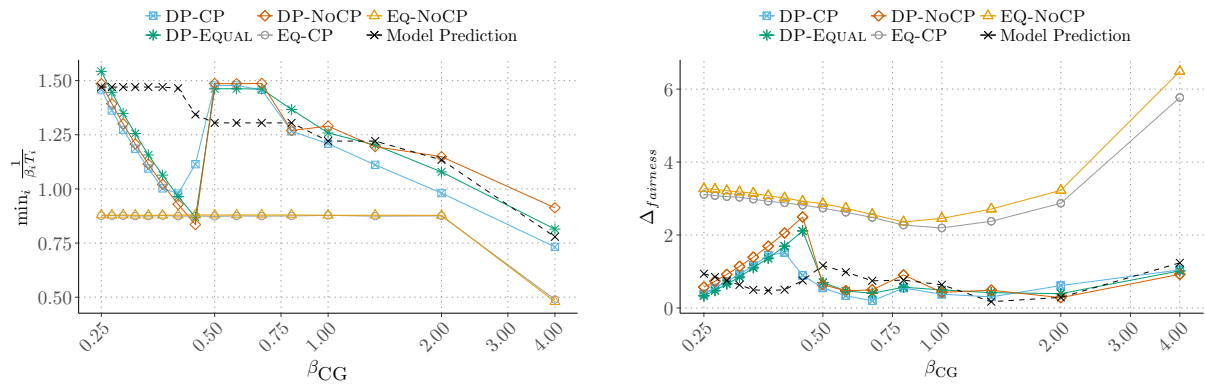 DP-CP DP-NoCP Eq-NoCP
DP-Equal Eq-CP Model Prediction
min_i 1/(β_i T_i)
1.50
1.25
1.00
0.75
0.50
0.25 0.50 0.75 1.00 2.00 3.00 4.00
β_CG
DP-CP DP-NoCP Eq-NoCP
DP-Equal Eq-CP Model Prediction
Δ_fairness
6
4
2
0
0.25 0.50 0.75 1.00 2.00 3.00 4.00
β_CG